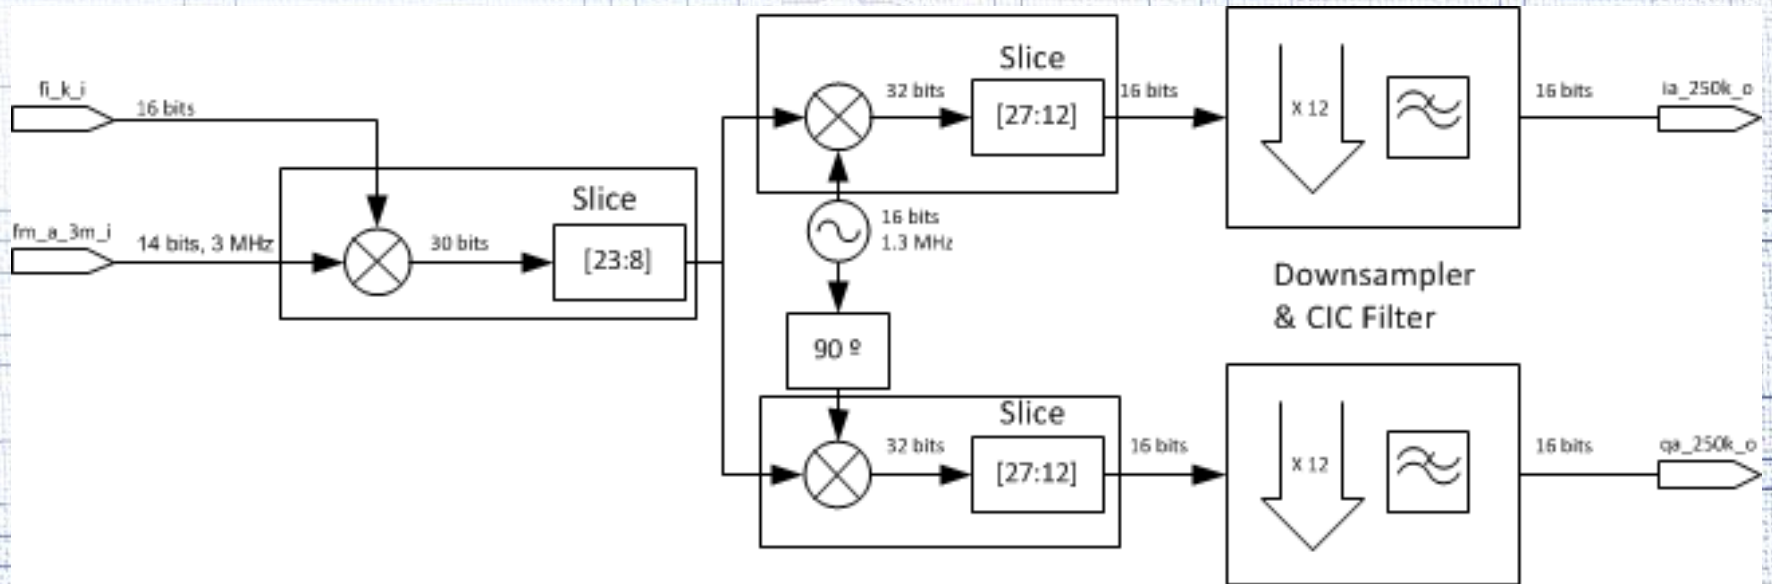 fi_k_i
16 bits
fm_a_3m_i
14 bits, 3 MHz
30 bits
Slice
[23:8]
Slice
32 bits
[27:12]
16 bits
16 bits
1.3 MHz
90 º
Slice
32 bits
[27:12]
16 bits
X 12
16 bits
ia_250k_o
Downsampler
& CIC Filter
X 12
16 bits
qa_250k_o